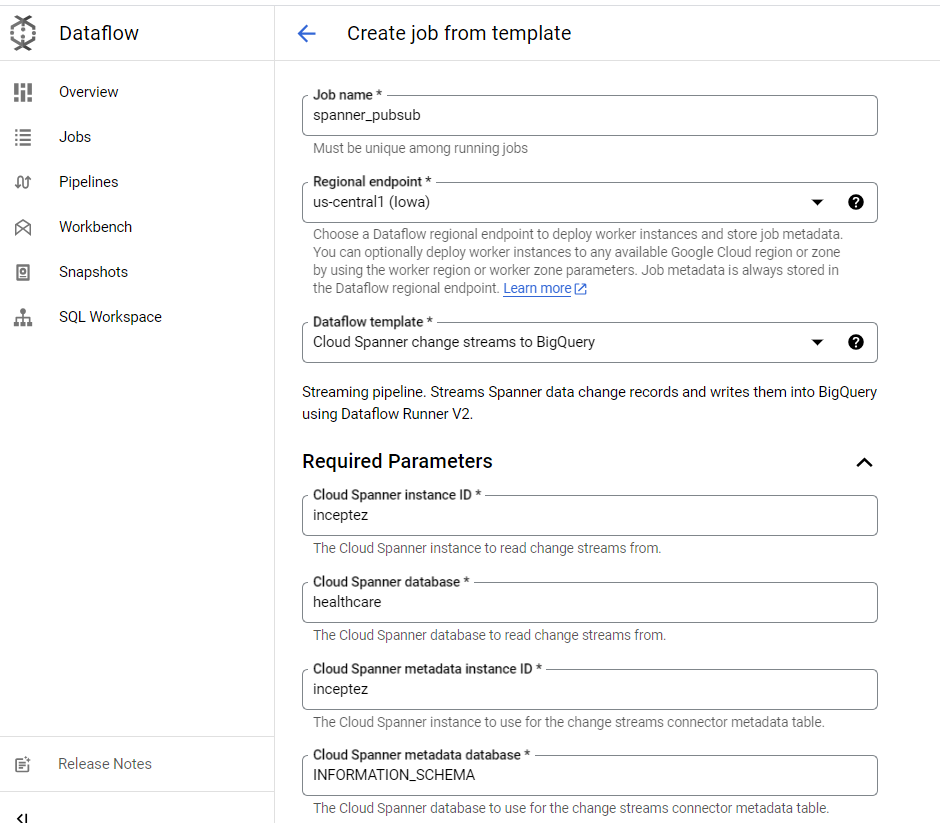 Dataflow
Create job from template
Overview
Jobs
Pipelines
Workbench
Snapshots
SQL Workspace
Release Notes
Job name *
spanner_pubsub
Must be unique among running jobs
Regional endpoint *
us-central1 (Iowa)
Choose a Dataflow regional endpoint to deploy worker instances and store job metadata.
You can optionally deploy worker instances to any available Google Cloud region or zone
by using the worker region or worker zone parameters. Job metadata is always stored in
the Dataflow regional endpoint. Learn more
Dataflow template *
Cloud Spanner change streams to BigQuery
Streaming pipeline. Streams Spanner data change records and writes them into BigQuery
using Dataflow Runner V2.
Required Parameters
Cloud Spanner instance ID *
inceptez
The Cloud Spanner instance to read change streams from.
Cloud Spanner database *
healthcare
The Cloud Spanner database to read change streams from.
Cloud Spanner metadata instance ID *
inceptez
The Cloud Spanner instance to use for the change streams connector metadata table.
Cloud Spanner metadata database *
INFORMATION_SCHEMA
The Cloud Spanner database to use for the change streams connector metadata table.